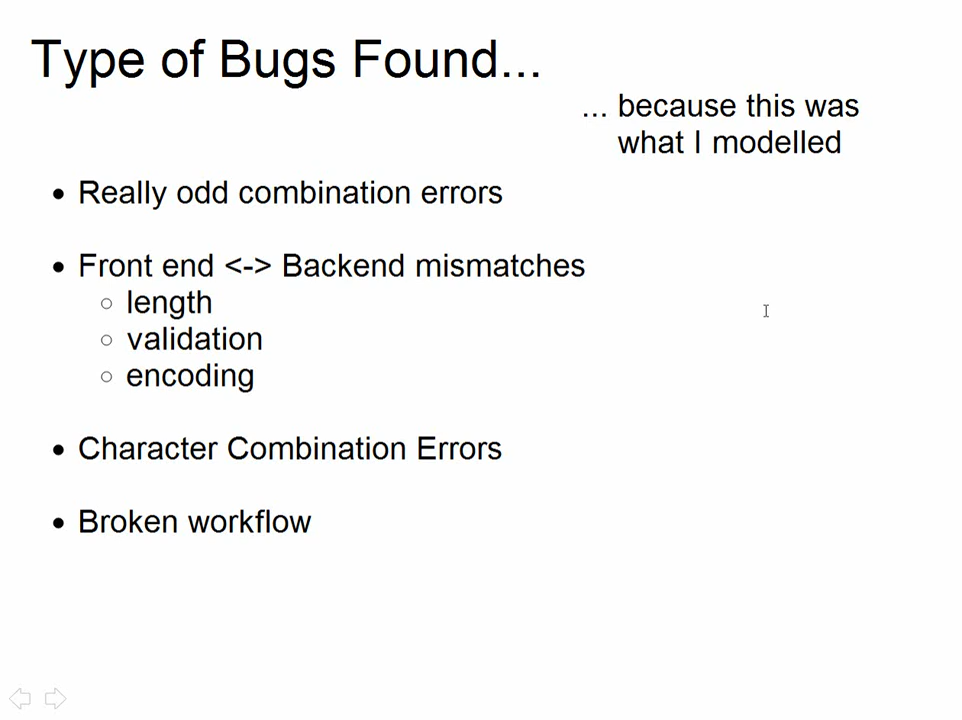 Type of Bugs Found...
... because this was
what I modelled
• Really odd combination errors
• Front end <-> Backend mismatches
○ length
○ validation
○ encoding
• Character Combination Errors
• Broken workflow